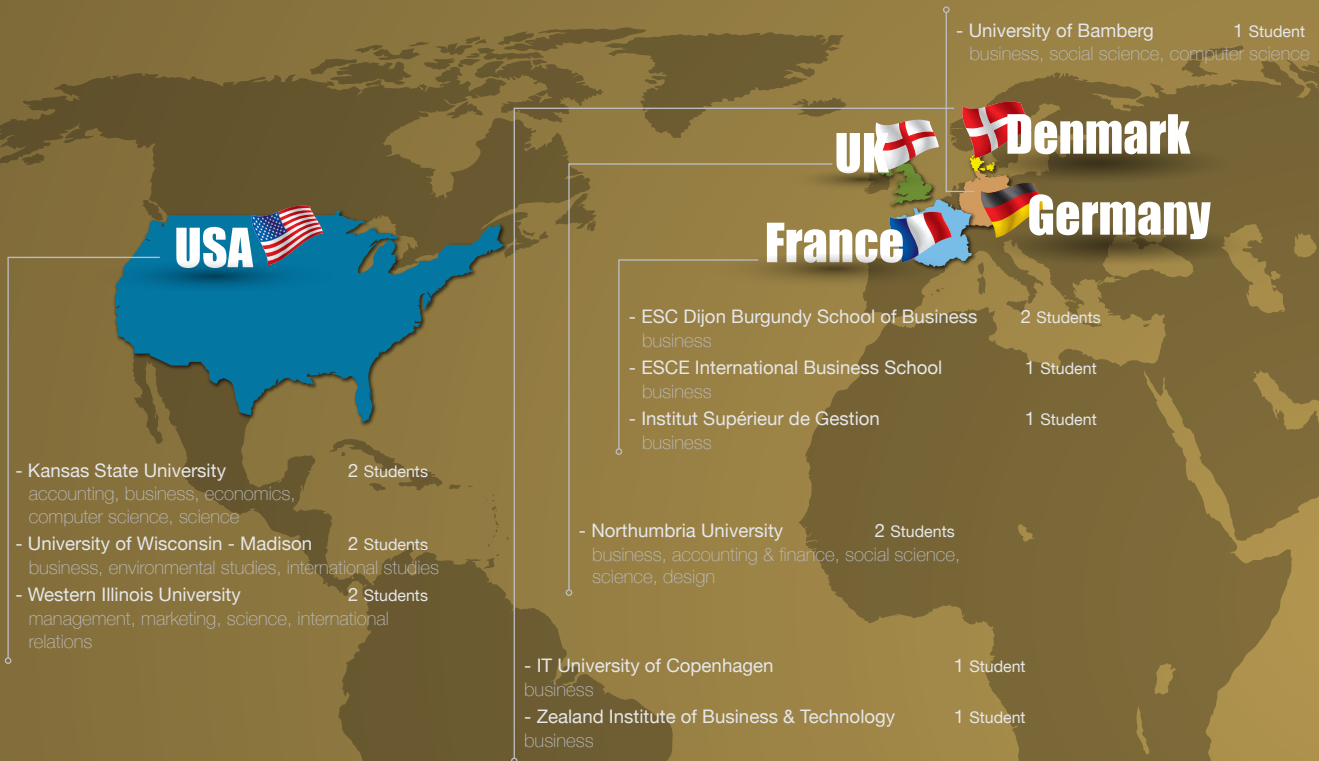 - University of Bamberg 1 Student
business, social science, computer science
UK
Denmark
Germany
France
USA
- ESC Dijon Burgundy School of Business 2 Students
business
- ESCE International Business School 1 Student
business
- Institut Supérieur de Gestion 1 Student
business
- Kansas State University 2 Students
accounting, business, economics,
computer science, science
- University of Wisconsin - Madison 2 Students
business, environmental studies, international studies
- Western Illinois University 2 Students
management, marketing, science, international
relations
- Northumbria University 2 Students
business, accounting & finance, social science,
science, design
- IT University of Copenhagen 1 Student
business
- Zealand Institute of Business & Technology 1 Student
business